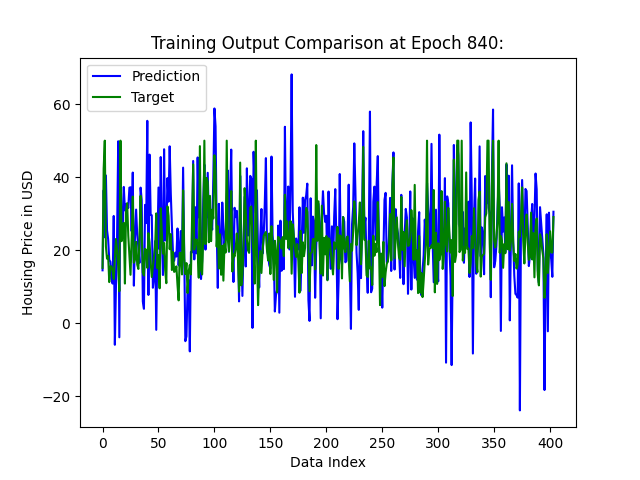 Training Output Comparison at Epoch 840:
Prediction
Target
Housing Price in USD
60
40
20
0
−20
0 50 100 150 200 250 300 350 400
Data Index